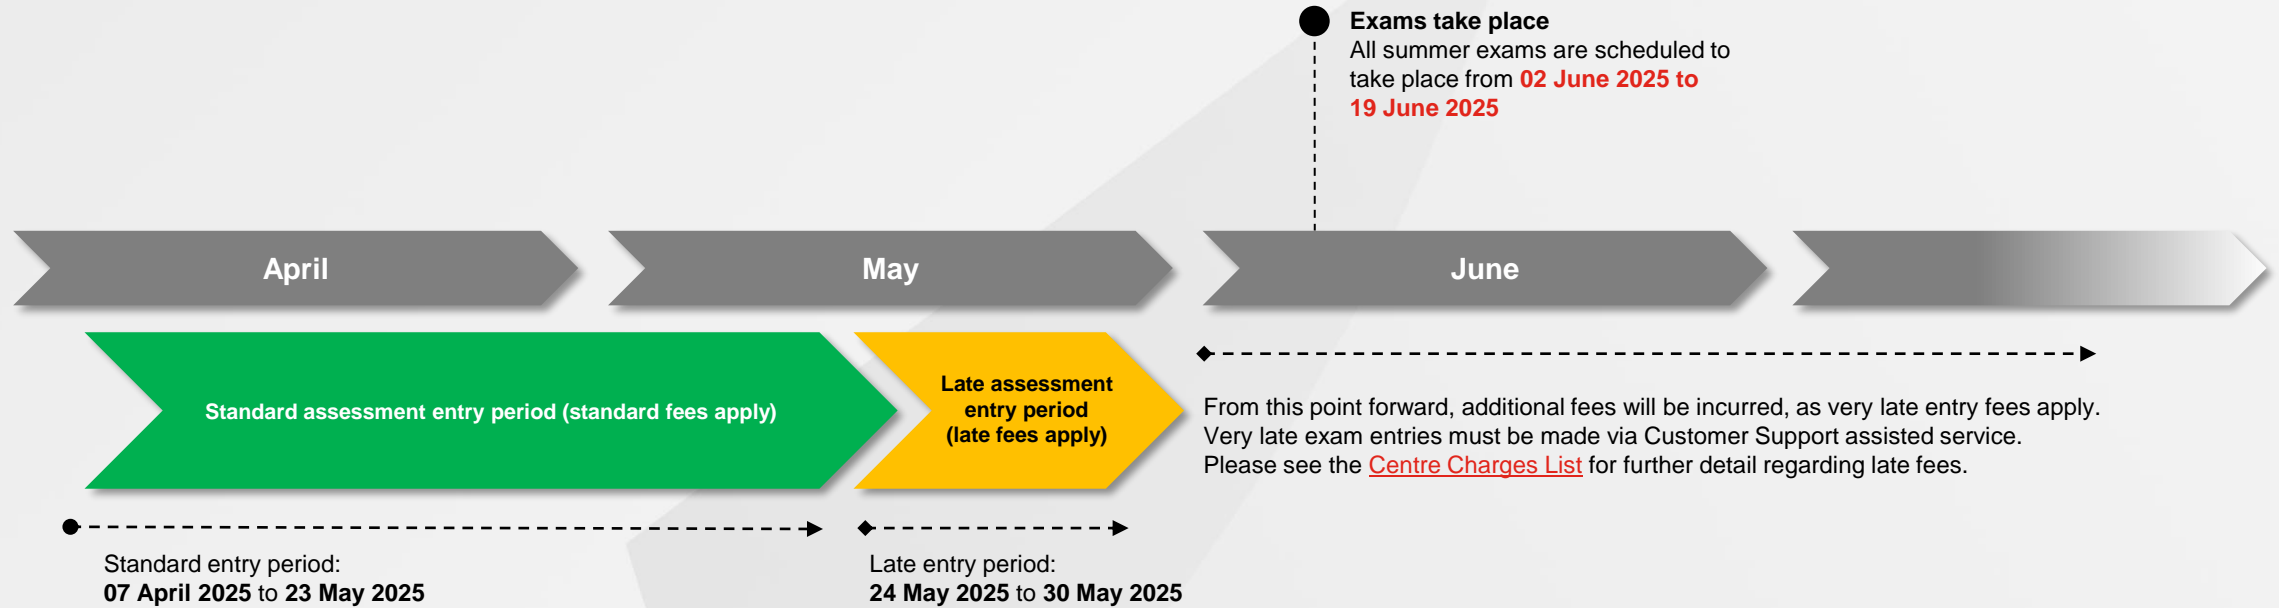 Exams take place
All summer exams are scheduled to
take place from 02 June 2025 to
19 June 2025
April
May
June
Standard assessment entry period (standard fees apply)
Late assessment
entry period
(late fees apply)
From this point forward, additional fees will be incurred, as very late entry fees apply.
Very late exam entries must be made via Customer Support assisted service.
Please see the Centre Charges List for further detail regarding late fees.
Standard entry period:
07 April 2025 to 23 May 2025
Late entry period:
24 May 2025 to 30 May 2025